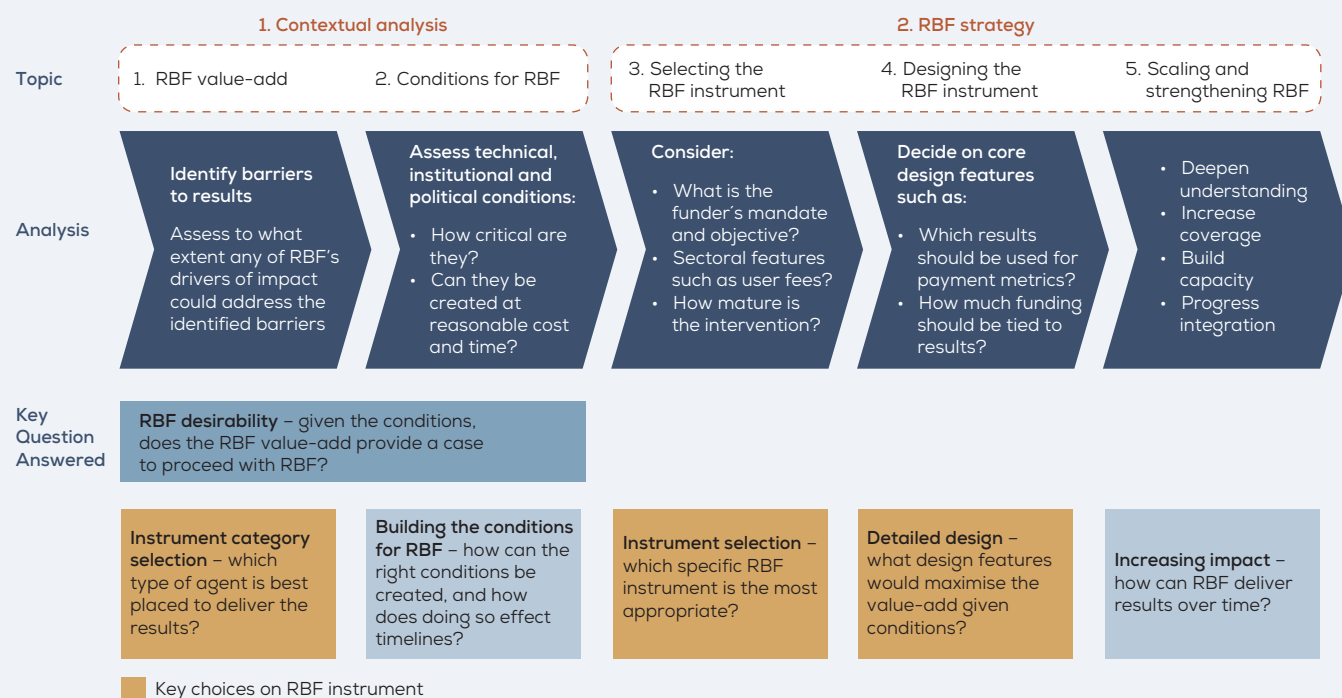 1. Contextual analysis
2. RBF strategy
Topic
1. RBF value-add
2. Conditions for RBF
3. Selecting the
RBF instrument
4. Designing the
RBF instrument
5. Scaling and
strengthening RBF
Analysis
Identify barriers
to results
Assess to what
extent any of RBF’s
drivers of impact
could address the
identified barriers
Assess technical,
institutional and
political conditions:
• How critical are
they?
• Can they be
created at
reasonable cost
and time?
Consider:
• What is the
funder’s mandate
and objective?
• Sectoral features
such as user fees?
• How mature is
the intervention?
Decide on core
design features
such as:
• Which results
should be used for
payment metrics?
• How much funding
should be tied to
results?
• Deepen
understanding
• Increase
coverage
• Build
capacity
• Progress
integration
Key
Question
Answered
RBF desirability – given the conditions,
does the RBF value-add provide a case
to proceed with RBF?
Instrument category
selection – which
type of agent is best
placed to deliver the
results?
Building the conditions
for RBF – how can the
right conditions be
created, and how
does doing so effect
timelines?
Instrument selection –
which specific RBF
instrument is the most
appropriate?
Detailed design –
what design features
would maximise the
value-add given
conditions?
Increasing impact –
how can RBF deliver
results over time?
Key choices on RBF instrument